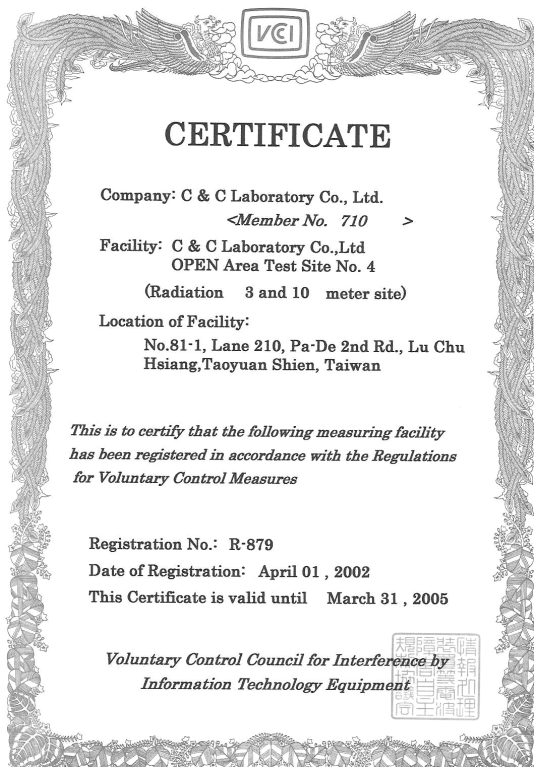 VCCI
CERTIFICATE
Company: C & C Laboratory Co., Ltd.
<Member No. 710 >
Facility: C & C Laboratory Co.,Ltd
OPEN Area Test Site No. 4
(Radiation 3 and 10 meter site)
Location of Facility:
No.81-1, Lane 210, Pa-De 2nd Rd., Lu Chu
Hsiang,Taoyuan Shien, Taiwan
This is to certify that the following measuring facility
has been registered in accordance with the Regulations
for Voluntary Control Measures
Registration No.: R-879
Date of Registration: April 01 , 2002
This Certificate is valid until March 31 , 2005
Voluntary Control Council for Interference by
Information Technology Equipment